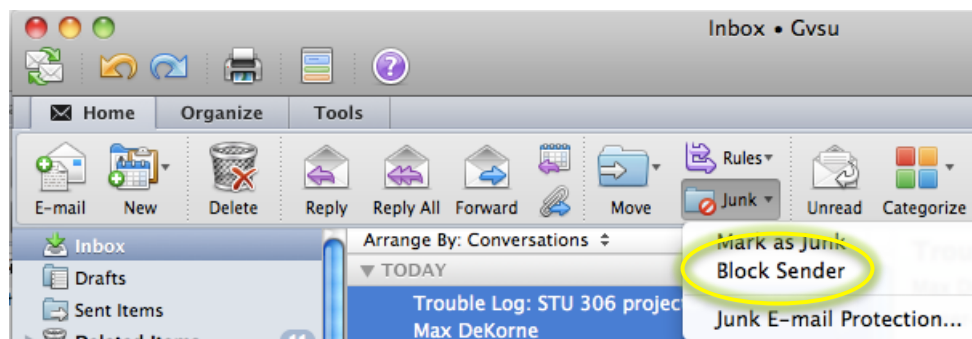 Inbox • Gvsu
Home Organize Tools
E-mail New Delete Reply Reply All Forward Move Rules Junk Unread Categorize
Inbox
Drafts
Sent Items
Deleted Items
Arrange By: Conversations
TODAY
Trouble Log: STU 306 project
Max DeKorne
Mark as Junk
Block Sender
Junk E-mail Protection...